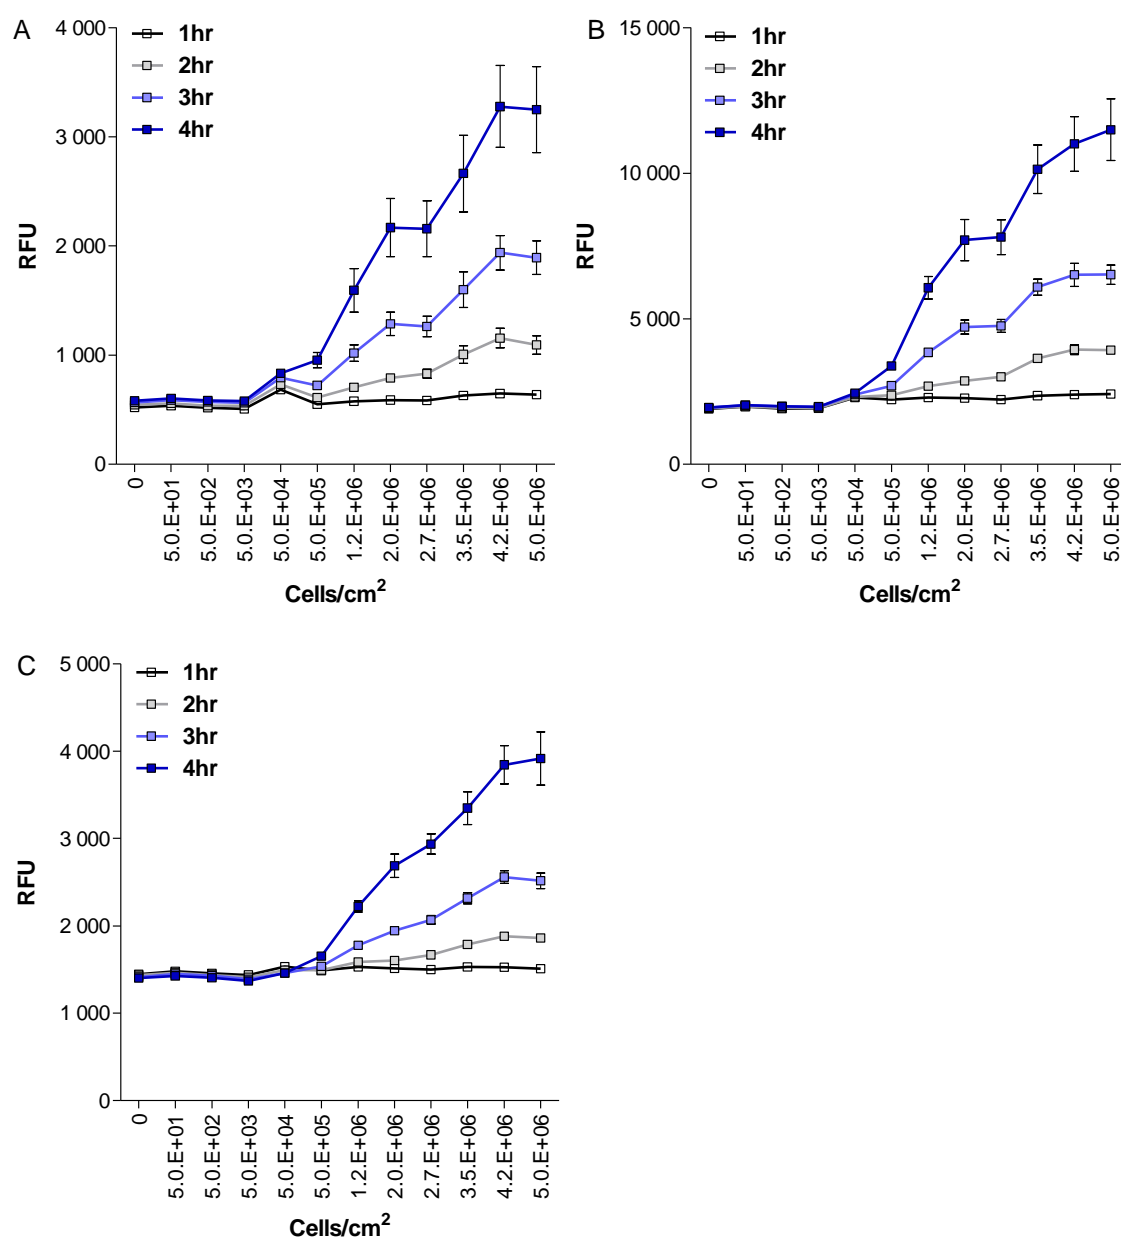 A
4 000
3 000
2 000
1 000
0
RFU
1hr
2hr
3hr
4hr
0
5.0.E+01
5.0.E+02
5.0.E+03
5.0.E+04
5.0.E+05
1.2.E+06
2.0.E+06
2.7.E+06
3.5.E+06
4.2.E+06
5.0.E+06
Cells/cm²
B
15 000
10 000
5 000
0
RFU
1hr
2hr
3hr
4hr
0
5.0.E+01
5.0.E+02
5.0.E+03
5.0.E+04
5.0.E+05
1.2.E+06
2.0.E+06
2.7.E+06
3.5.E+06
4.2.E+06
5.0.E+06
Cells/cm²
C
5 000
4 000
3 000
2 000
1 000
0
RFU
1hr
2hr
3hr
4hr
0
5.0.E+01
5.0.E+02
5.0.E+03
5.0.E+04
5.0.E+05
1.2.E+06
2.0.E+06
2.7.E+06
3.5.E+06
4.2.E+06
5.0.E+06
Cells/cm²